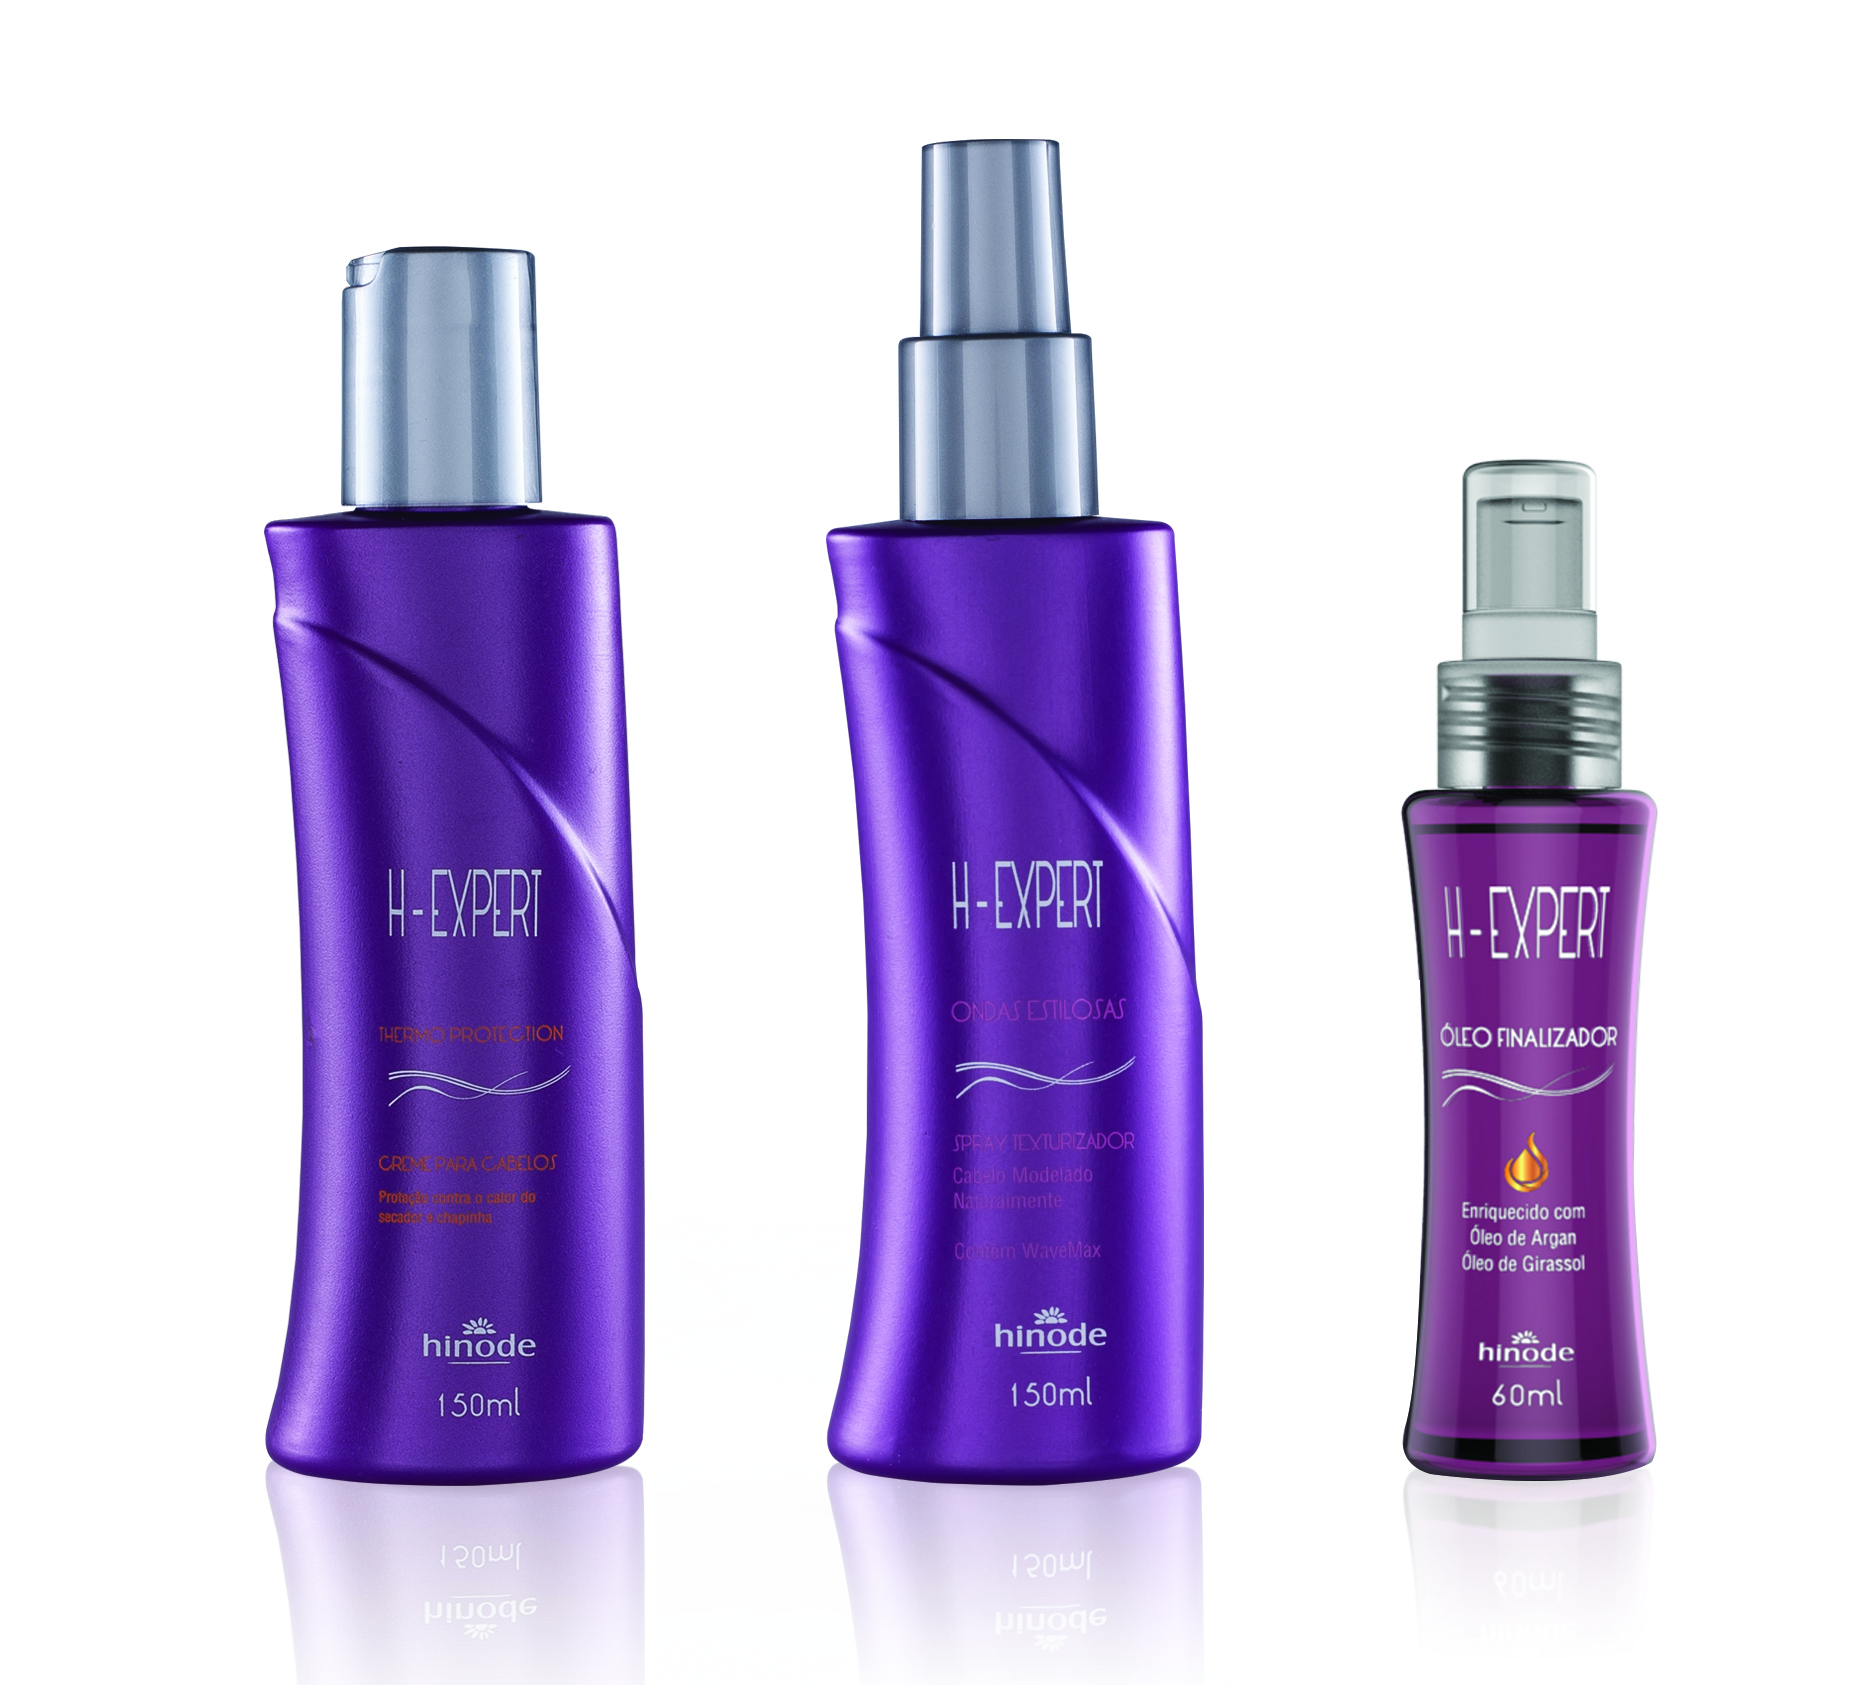 H-EXPERT
THERMO PROTECTION
CREME PARA CABELOS
Proteção contra o calor do
secador e chapinha
hinode
150ml
H-EXPERT
ONDAS ESTILOSAS
SPRAY TEXTURIZADOR
Cabelo Modelado
Naturalmente
Contém WaveMax
hinode
150ml
H-EXPERT
ÓLEO FINALIZADOR
Enriquecido com
Óleo de Argan
Óleo de Girassol
hinode
60ml